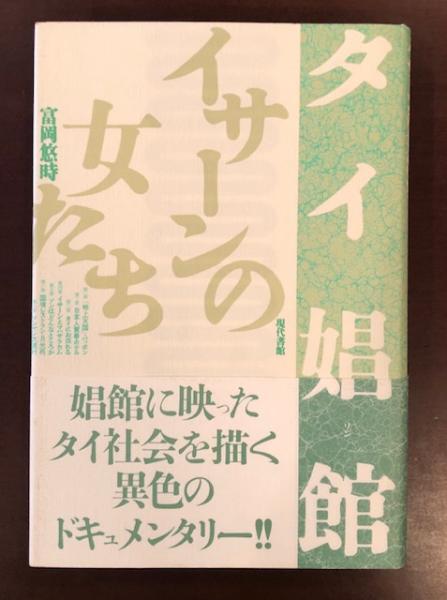 タイ娼館
イサーンの
女たち
富岡悠時
現代書館
娼館に映った
タイ社会を描く
異色の
ドキュメンタリー!!